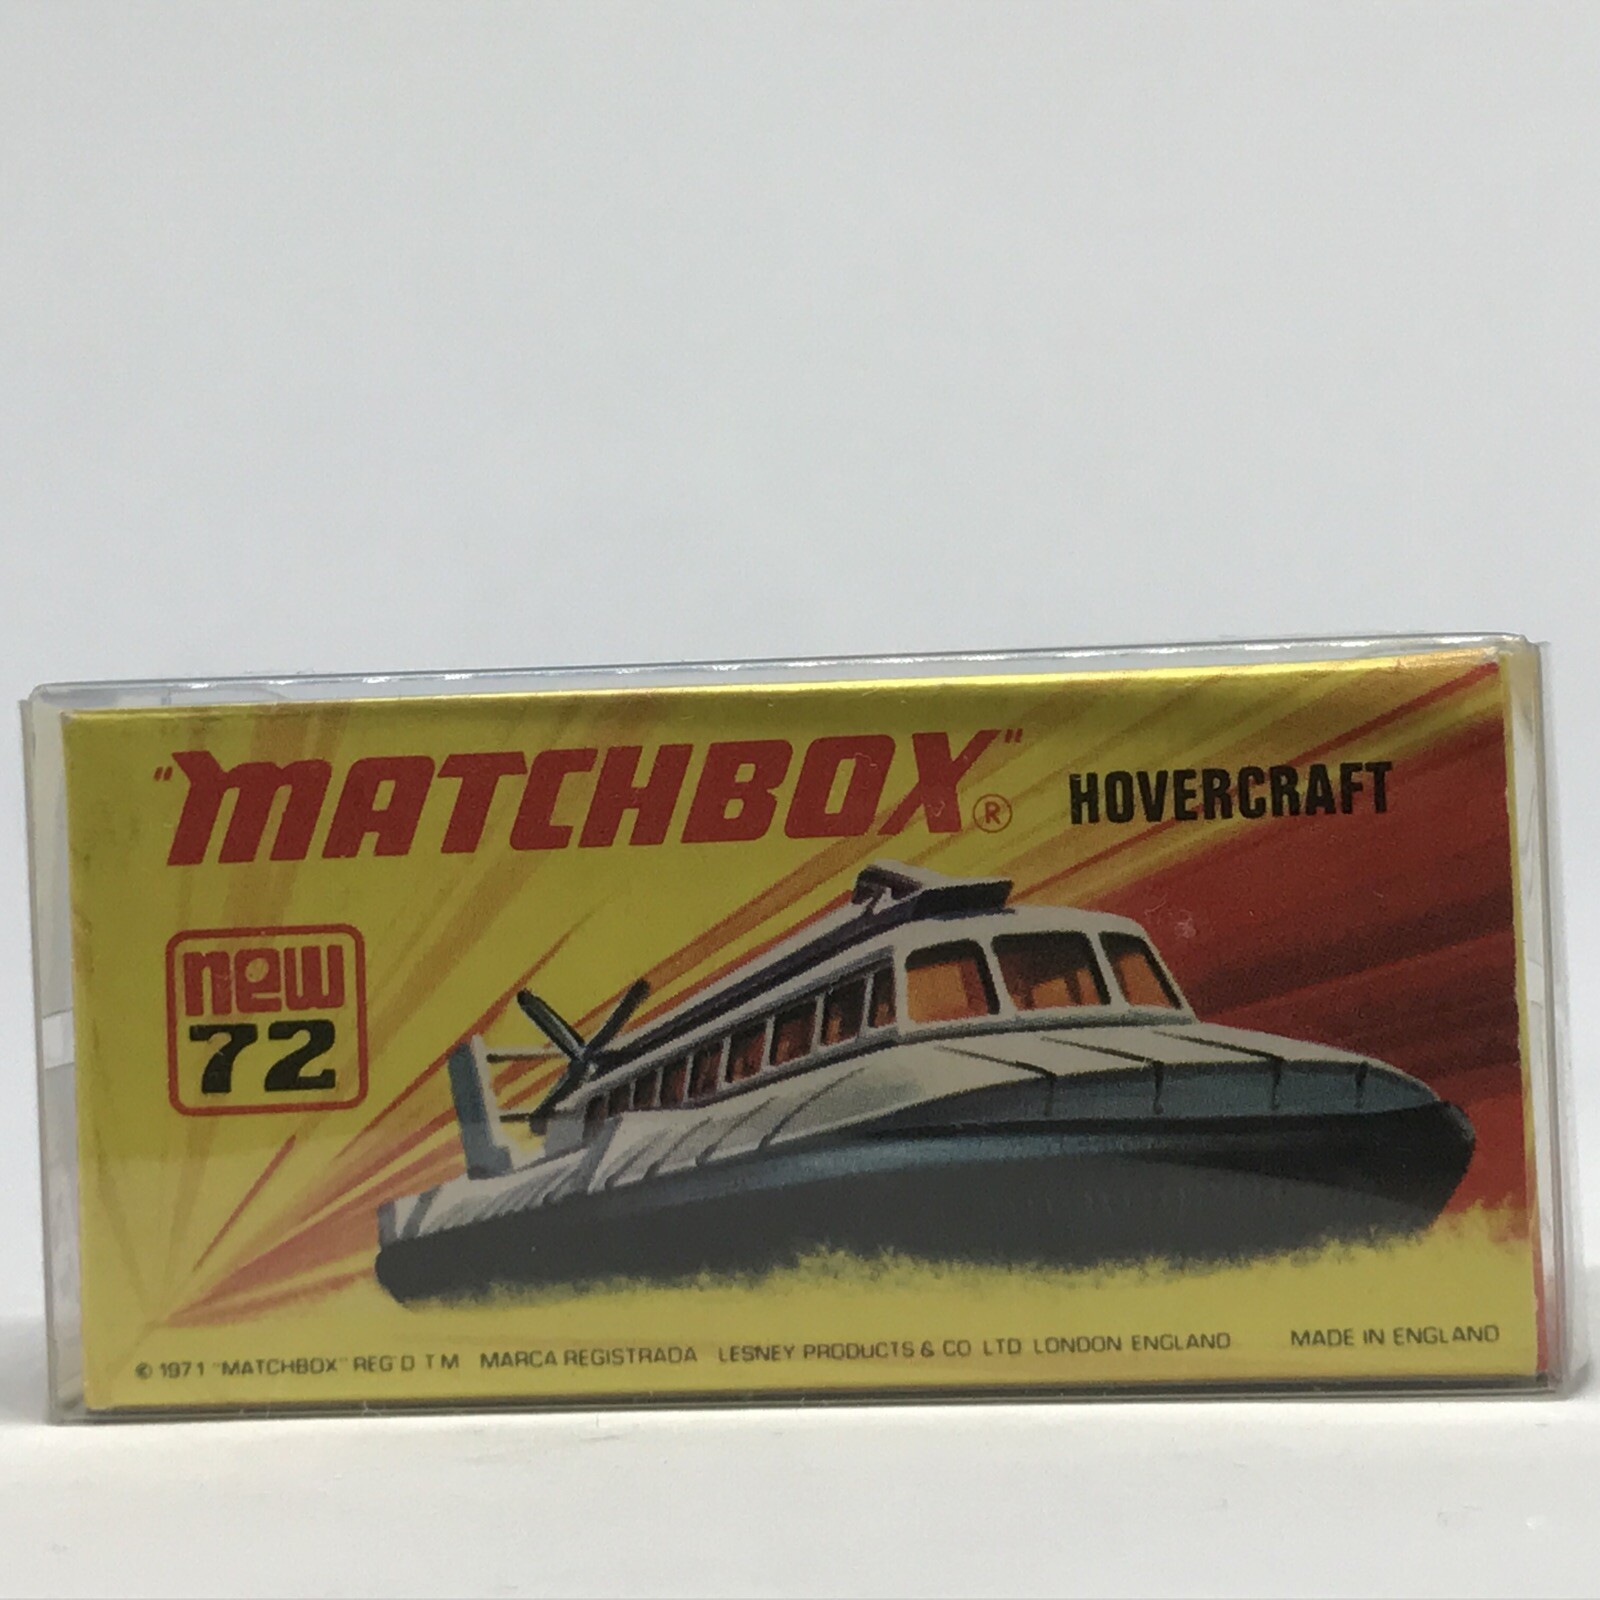 "MATCHBOX"® HOVERCRAFT
new
72
© 1971 "MATCHBOX" REG'D T M MARCA REGISTRADA LESNEY PRODUCTS & CO LTD LONDON ENGLAND MADE IN ENGLAND